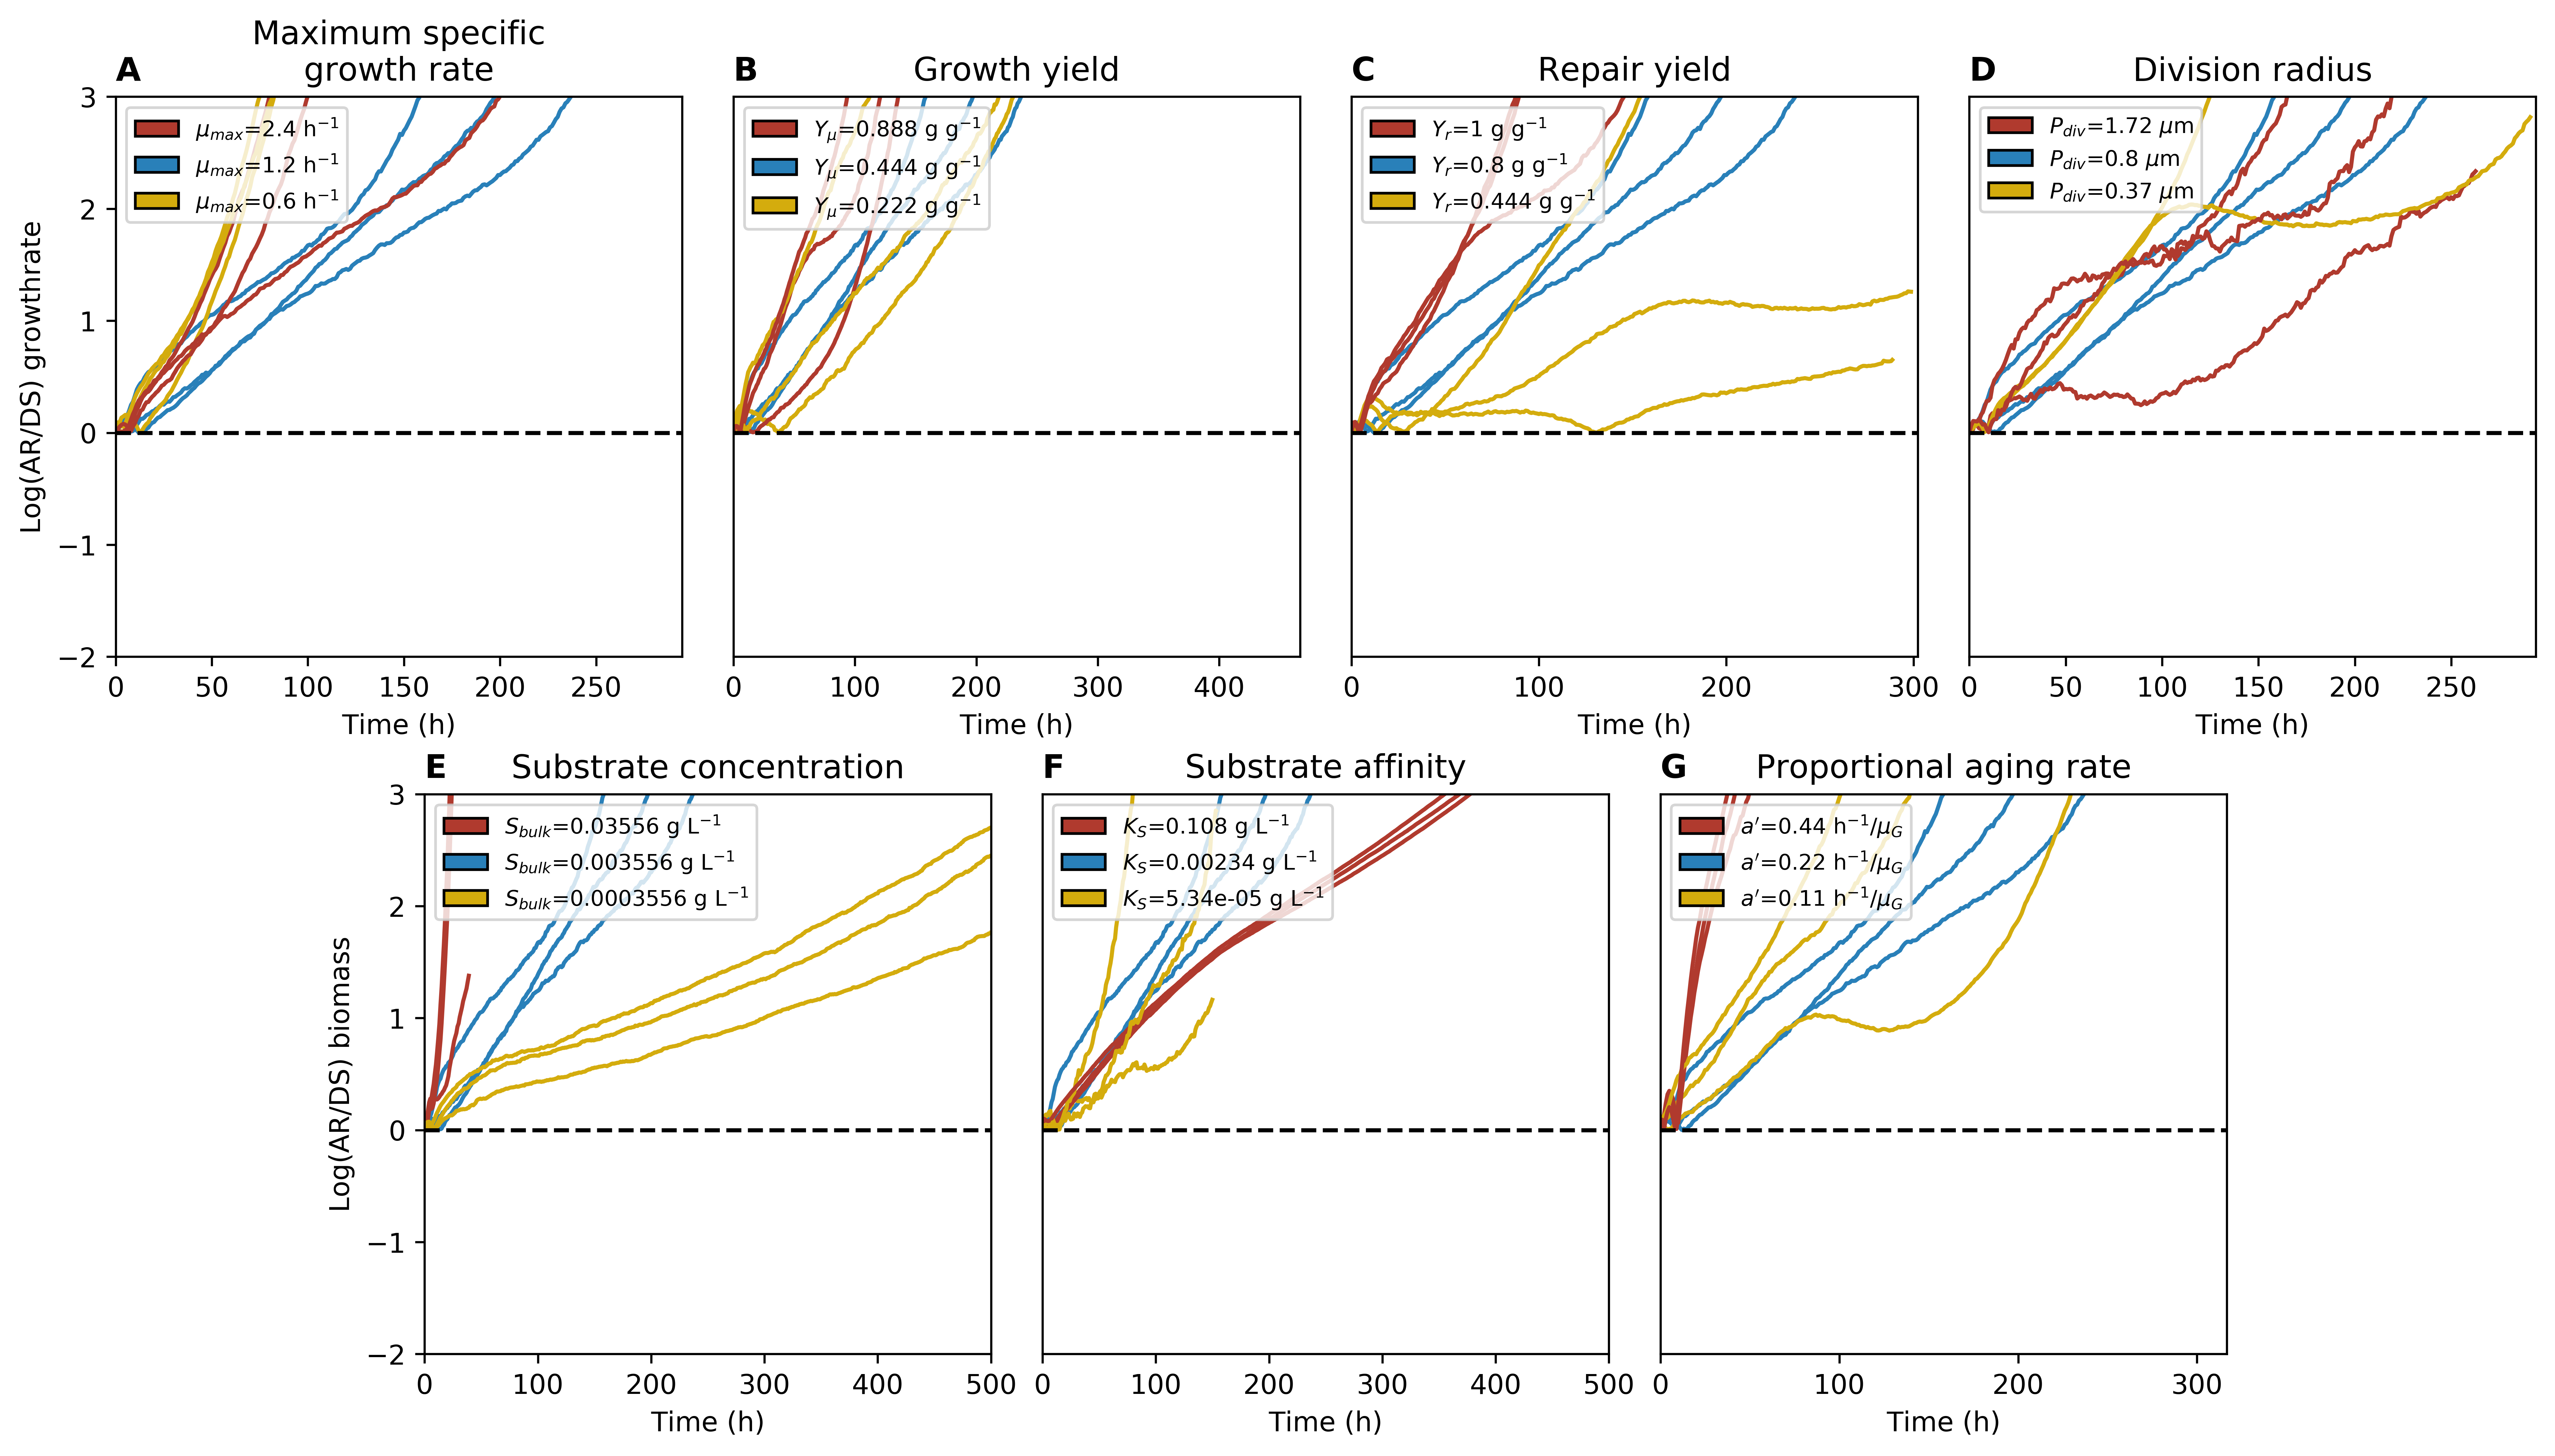 A
Maximum specific
growth rate
B
Growth yield
C
Repair yield
D
Division radius
3
2
1
0
−1
−2
Log(AR/DS) growthrate
μmax=2.4 h−1
μmax=1.2 h−1
μmax=0.6 h−1
0 50 100 150 200 250
Time (h)
Yμ=0.888 g g−1
Yμ=0.444 g g−1
Yμ=0.222 g g−1
0 100 200 300 400
Time (h)
Yr=1 g g−1
Yr=0.8 g g−1
Yr=0.444 g g−1
0 100 200 300
Time (h)
Pdiv=1.72 μm
Pdiv=0.8 μm
Pdiv=0.37 μm
0 50 100 150 200 250
Time (h)
E
Substrate concentration
F
Substrate affinity
G
Proportional aging rate
3
2
1
0
−1
−2
Log(AR/DS) biomass
Sbulk=0.03556 g L−1
Sbulk=0.003556 g L−1
Sbulk=0.0003556 g L−1
0 100 200 300 400 500
Time (h)
KS=0.108 g L−1
KS=0.00234 g L−1
KS=5.34e-05 g L−1
0 100 200 300 400 500
Time (h)
a′=0.44 h−1/μG
a′=0.22 h−1/μG
a′=0.11 h−1/μG
0 100 200 300
Time (h)